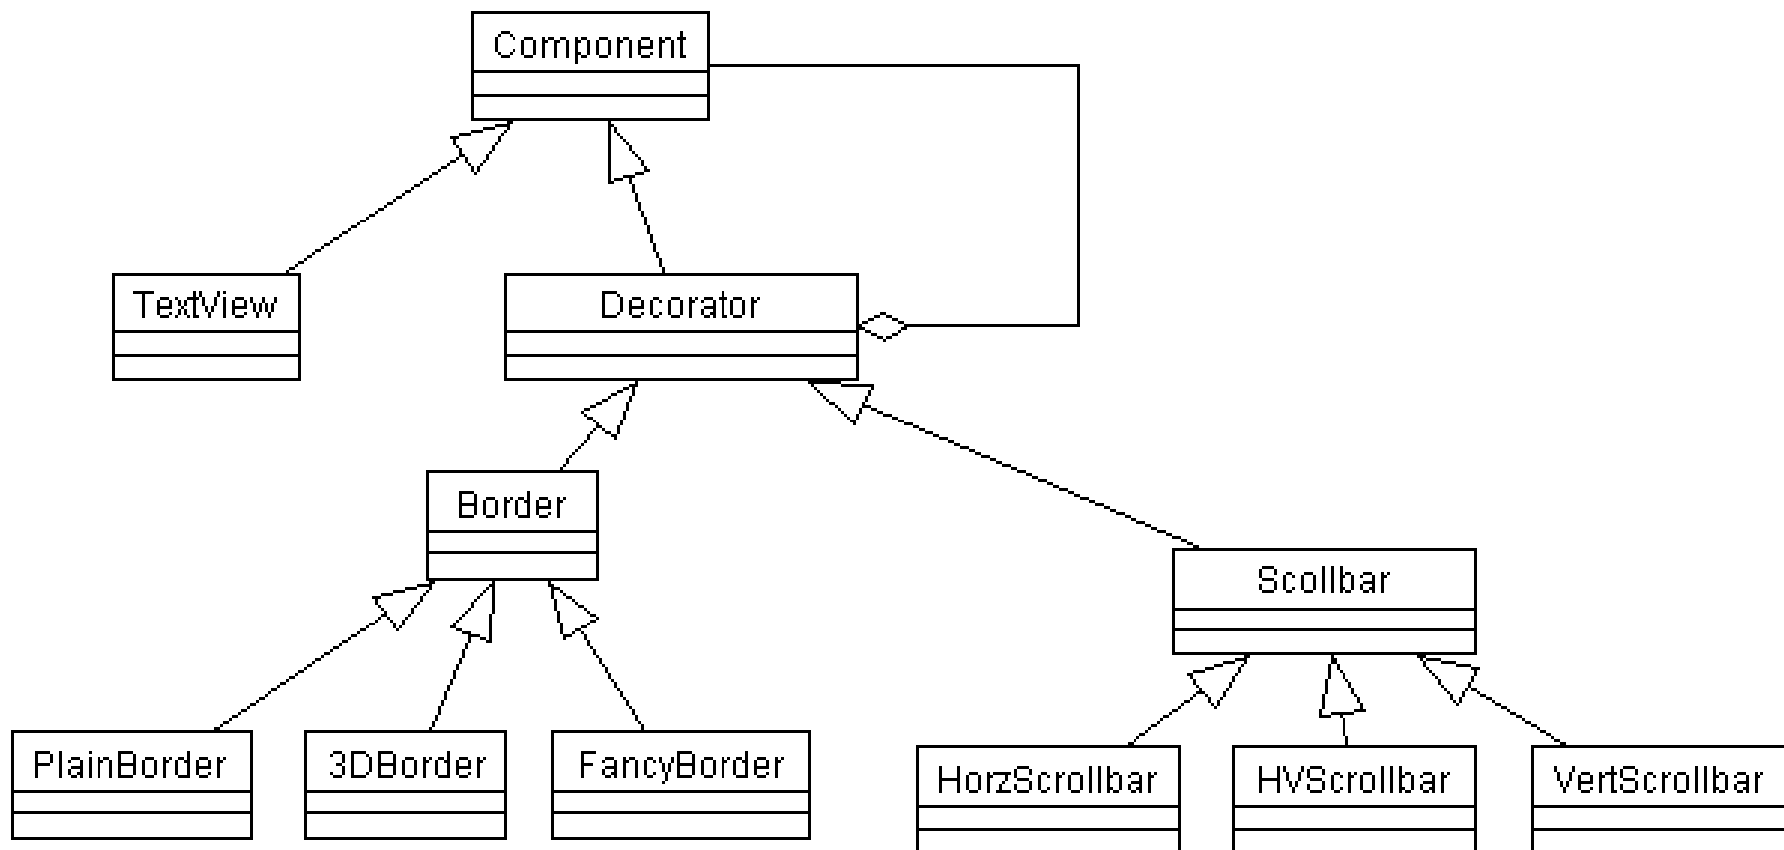 Component
TextView
Decorator
Border
Scollbar
PlainBorder
3DBorder
FancyBorder
HorzScrollbar
HVScrollbar
VertScrollbar